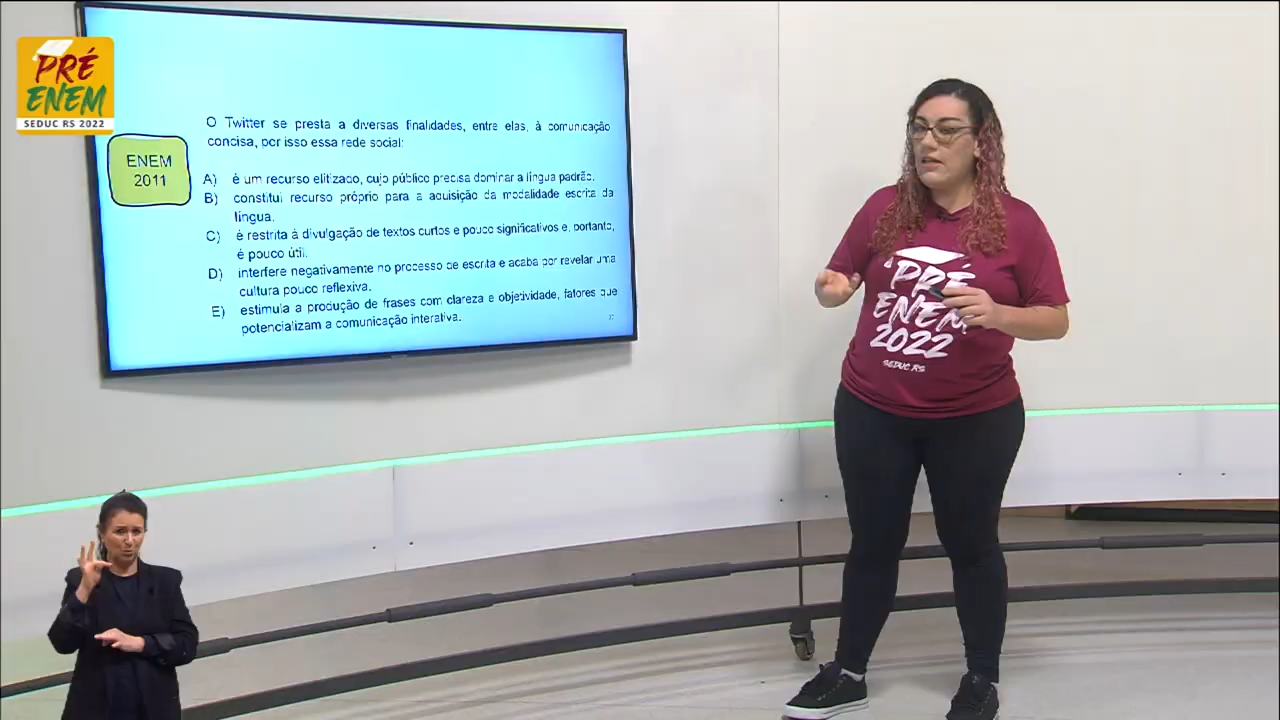 PRÉ
ENEM
SEDUC RS 2022
ENEM
2011
O Twitter se presta a diversas finalidades, entre elas, à comunicação
concisa, por isso essa rede social:
A) é um recurso elitizado, cujo público precisa dominar a língua padrão.
B) constitui recurso próprio para a aquisição da modalidade escrita da
língua.
C) é restrita à divulgação de textos curtos e pouco significativos e, portanto,
é pouco útil.
D) interfere negativamente no processo de escrita e acaba por revelar uma
cultura pouco reflexiva.
E) estimula a produção de frases com clareza e objetividade, fatores que
potencializam a comunicação interativa.
PRÉ
ENEM
2022
SEDUC RS